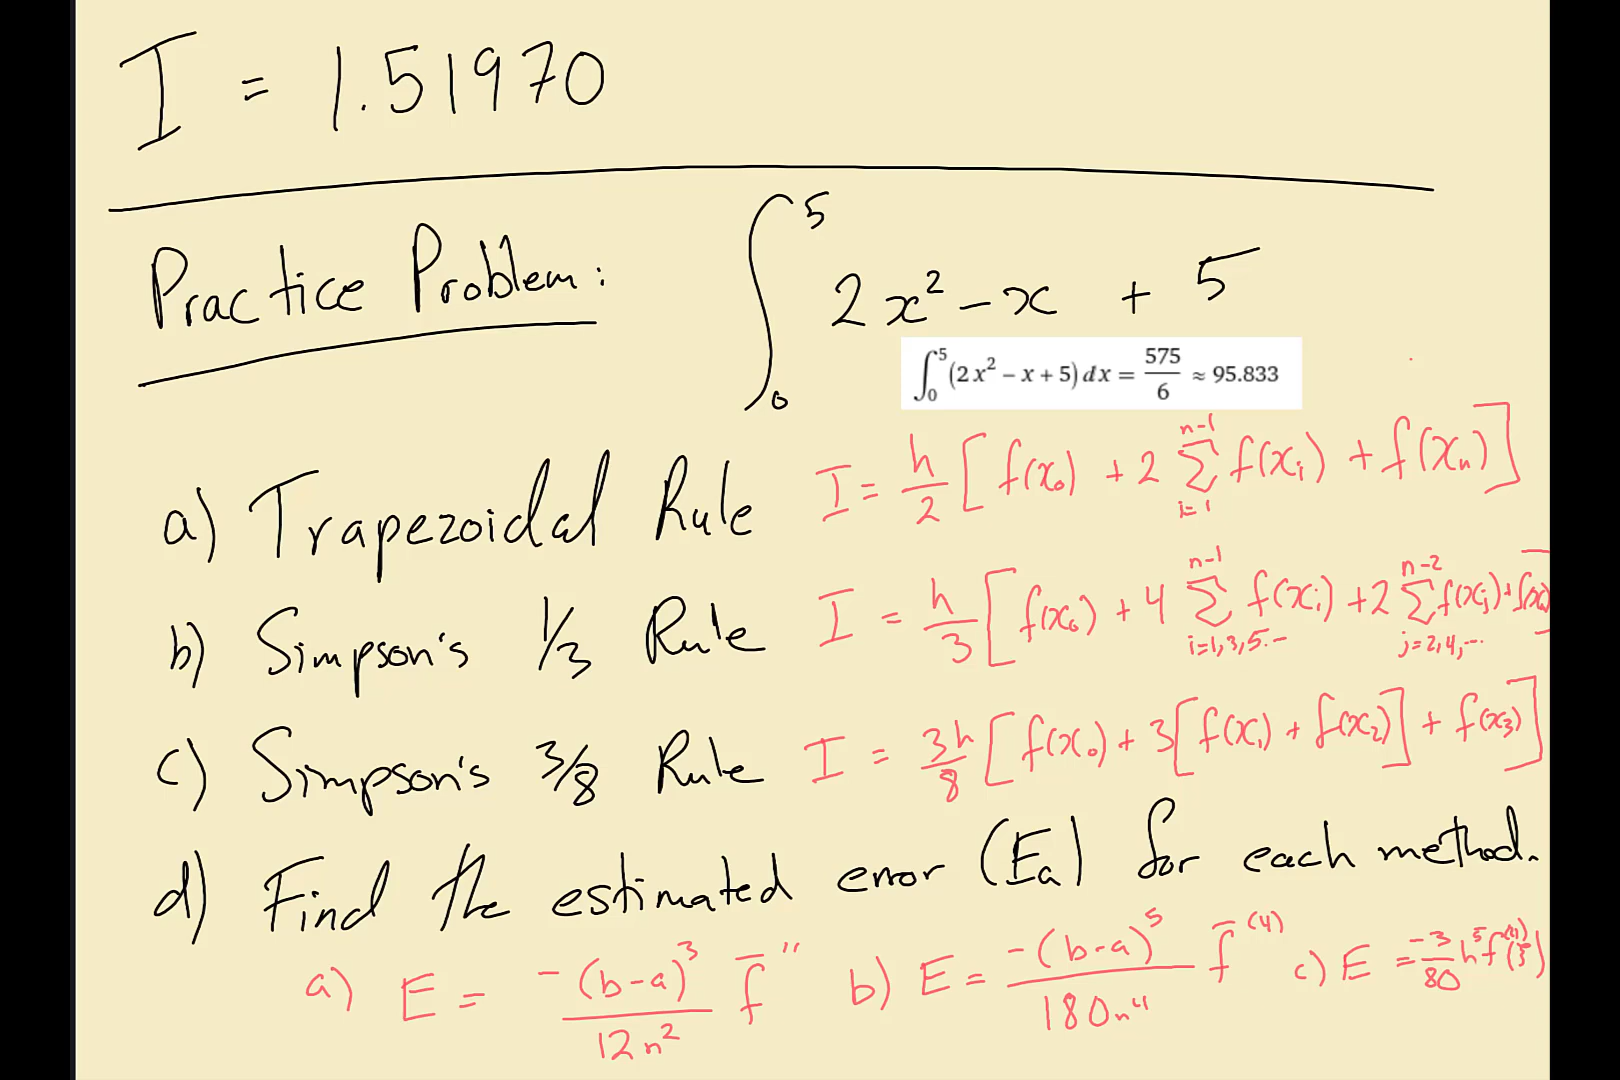 I = 1.51970
Practice Problem: ∫₀⁵ 2x² - x + 5
∫₀⁵ (2x² − x + 5) dx = 575/6 ≈ 95.833
a) Trapezoidal Rule I = h/2 [f(x₀) + 2 Σ_{i=1}^{n-1} f(xᵢ) + f(xₙ)]
b) Simpson's 1/3 Rule I = h/3 [f(x₀) + 4 Σ_{i=1,3,5..}^{n-1} f(xᵢ) + 2 Σ_{j=2,4,...}^{n-2} f(xⱼ) + f(xₙ)]
c) Simpson's 3/8 Rule I = 3h/8 [f(x₀) + 3[f(x₁) + f(x₂)] + f(x₃)]
d) Find the estimated error (Ea) for each method.
a) E = -(b-a)³/12n² f̄'' b) E = -(b-a)⁵/180n⁴ f̄⁽⁴⁾ c) E = -3/80 h⁵ f⁽⁴⁾(ξ)